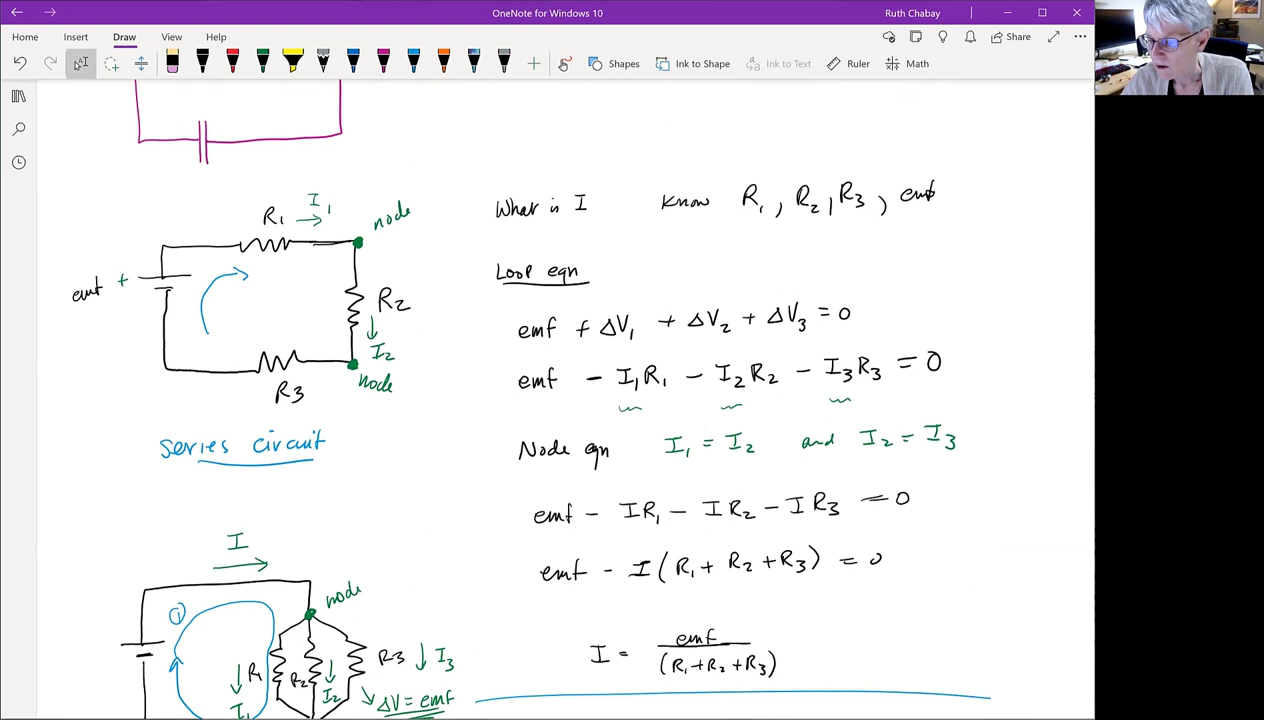 OneNote for Windows 10
Ruth Chabay
Home Insert Draw View Help
Share
Shapes
Ink to Shape
Ink to Text
Ruler
Math
I₁
R₁
node
emf +
R₂
I₂
node
R₃
series circuit
What is I Know R₁, R₂, R₃, emf
Loop eqn
emf + ΔV₁ + ΔV₂ + ΔV₃ = 0
emf - I₁R₁ - I₂R₂ - I₃R₃ = 0
Node eqn I₁ = I₂ and I₂ = I₃
emf - IR₁ - IR₂ - IR₃ = 0
emf - I(R₁ + R₂ + R₃) = 0
I = emf
(R₁+R₂+R₃)
I
node
①
R₁ R₂ R₃ I₃
I₁ I₂
ΔV = emf